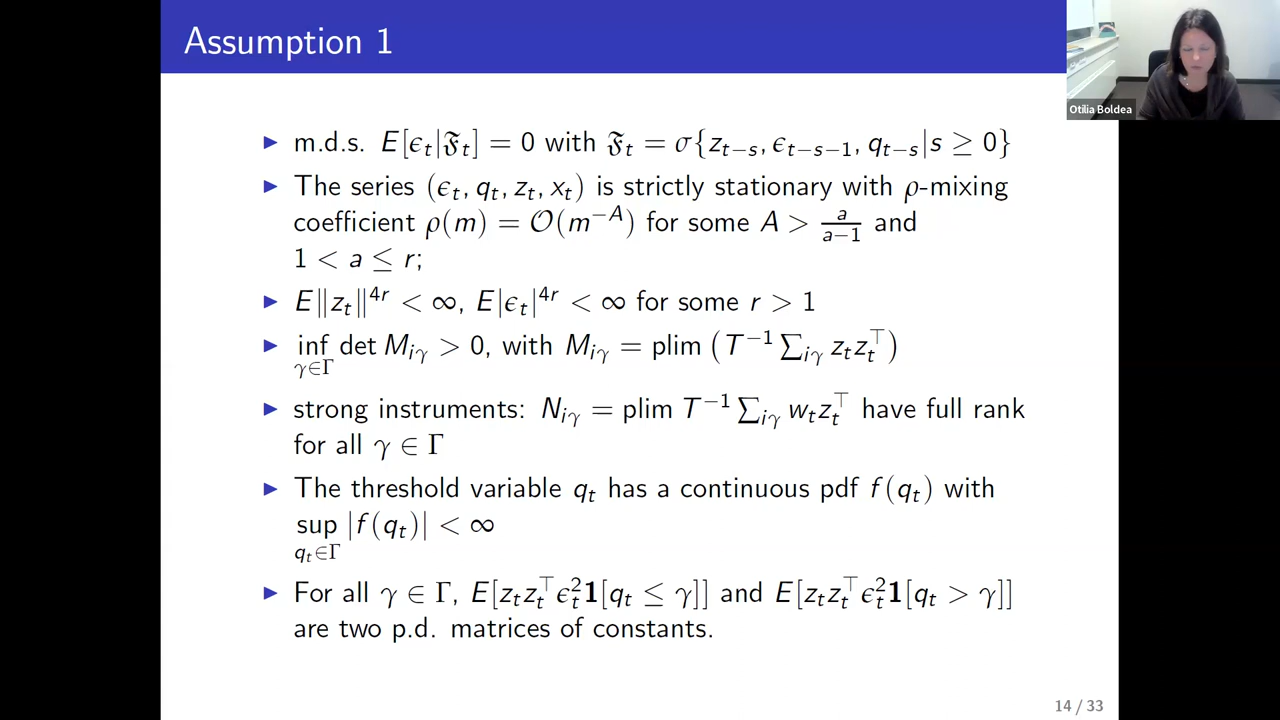 Assumption 1
Otilia Boldea
▶ m.d.s. E[ϵ_t|𝔉_t] = 0 with 𝔉_t = σ{z_{t−s}, ϵ_{t−s−1}, q_{t−s}|s ≥ 0}
▶ The series (ϵ_t, q_t, z_t, x_t) is strictly stationary with ρ-mixing
coefficient ρ(m) = 𝒪(m^{−A}) for some A > a/(a−1) and
1 < a ≤ r;
▶ E‖z_t‖^{4r} < ∞, E|ϵ_t|^{4r} < ∞ for some r > 1
▶ inf_{γ∈Γ} det M_{iγ} > 0, with M_{iγ} = plim (T^{−1} ∑_{iγ} z_t z_t^⊤)
▶ strong instruments: N_{iγ} = plim T^{−1} ∑_{iγ} w_t z_t^⊤ have full rank
for all γ ∈ Γ
▶ The threshold variable q_t has a continuous pdf f(q_t) with
sup_{q_t∈Γ} |f(q_t)| < ∞
▶ For all γ ∈ Γ, E[z_t z_t^⊤ ϵ_t^2 𝟏[q_t ≤ γ]] and E[z_t z_t^⊤ ϵ_t^2 𝟏[q_t > γ]]
are two p.d. matrices of constants.
14 / 33